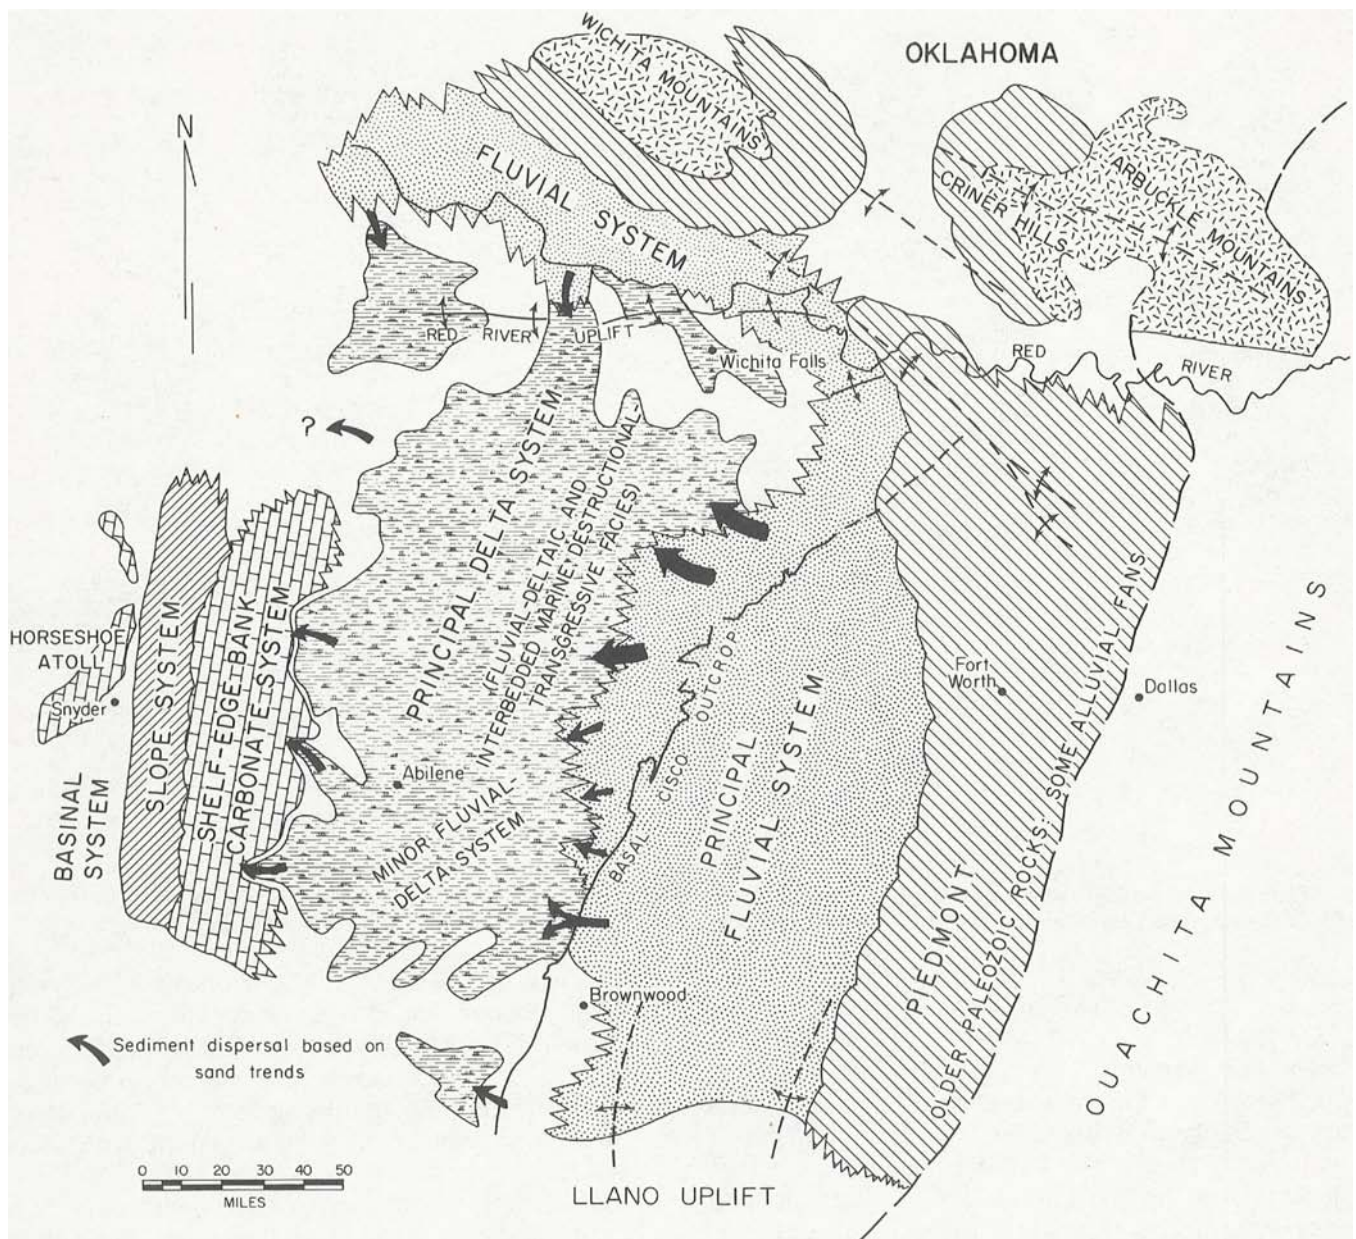 WICHITA MOUNTAINS
OKLAHOMA
N
FLUVIAL SYSTEM
CRINER HILLS
ARBUCKLE MOUNTAINS
RED RIVER UPLIFT
Wichita Falls
RED RIVER
?
PRINCIPAL DELTA SYSTEM
(FLUVIAL-DELTAIC AND
INTERBEDDED MARINE; DESTRUCTIONAL-
TRANSGRESSIVE FACIES)
HORSESHOE
ATOLL
Snyder
SLOPE SYSTEM
SHELF-EDGE BANK
CARBONATE SYSTEM
BASINAL
SYSTEM
Abilene
MINOR FLUVIAL-
DELTA SYSTEM
BASAL CISCO OUTCROP
PRINCIPAL
FLUVIAL SYSTEM
Fort
Worth
Dallas
PIEDMONT
OLDER PALEOZOIC ROCKS; SOME ALLUVIAL FANS
OUACHITA MOUNTAINS
Brownwood
Sediment dispersal based on
sand trends
0 10 20 30 40 50
MILES
LLANO UPLIFT